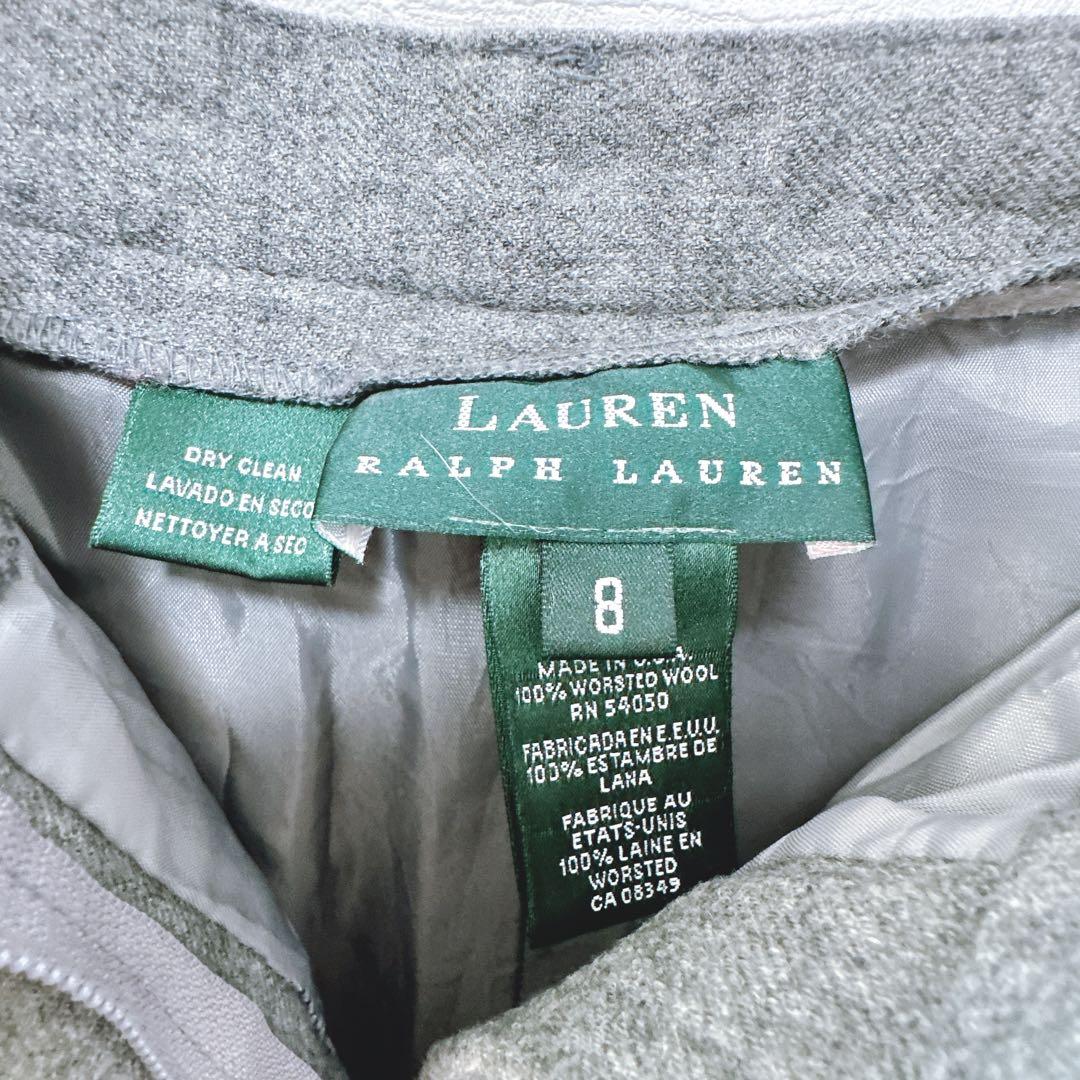 LAUREN
RALPH LAUREN
DRY CLEAN
LAVADO EN SECO
NETTOYER A SEC
8
MADE IN U.S.A.
100% WORSTED WOOL
RN 54050
FABRICADA EN E.E.U.U.
100% ESTAMBRE DE
LANA
FABRIQUE AU
ETATS-UNIS
100% LAINE EN
WORSTED
CA 08349